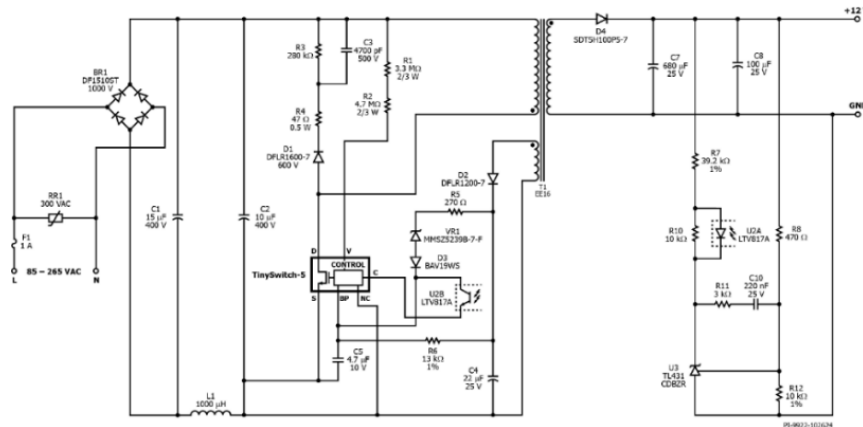 +12
D4
SDT5H100P5-7
R3
280 kΩ
C3
4700 pF
500 V
R1
3.3 MΩ
2/3 W
BR1
DF1510ST
1000 V
C7
680 µF
25 V
C8
100 µF
25 V
R2
4.7 MΩ
2/3 W
R4
47 Ω
0.5 W
GND
D1
DFLR1600-7
600 V
R7
39.2 kΩ
1%
D2
DFLR1200-7
T1
EE16
RR1
300 VAC
R5
270 Ω
C1
15 µF
400 V
C2
10 µF
400 V
VR1
MMSZ5239B-7-F
R10
10 kΩ
U2A
LTV817A
R8
470 Ω
F1
1 A
D
V
D3
BAV19WS
CONTROL
L
85 – 265 VAC
N
TinySwitch-5
C
C10
220 nF
25 V
S
BP
NC
U2B
LTV817A
R11
3 kΩ
C5
4.7 µF
10 V
R6
13 kΩ
1%
C4
22 µF
25 V
U3
TL431
CDBZR
R12
10 kΩ
1%
L1
1000 µH